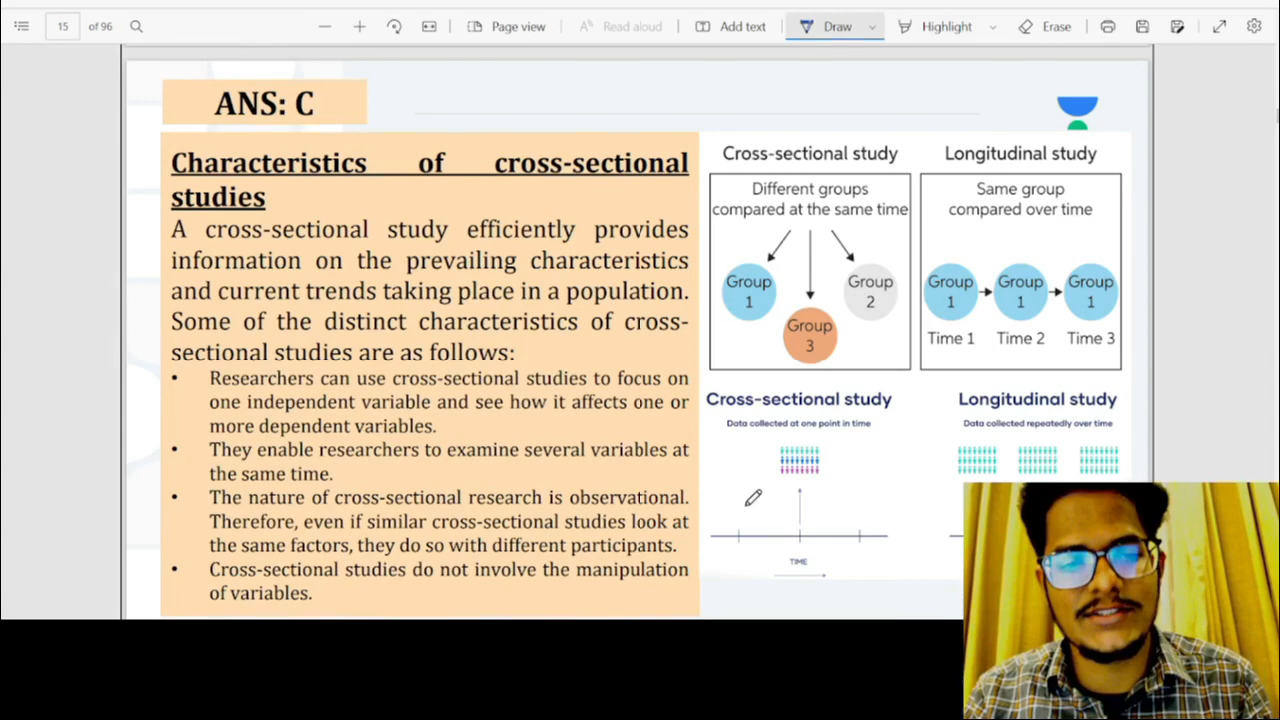 15 of 96 Page view Read aloud Add text Draw Highlight Erase
ANS: C
Characteristics of cross-sectional
studies
A cross-sectional study efficiently provides
information on the prevailing characteristics
and current trends taking place in a population.
Some of the distinct characteristics of cross-
sectional studies are as follows:
• Researchers can use cross-sectional studies to focus on
one independent variable and see how it affects one or
more dependent variables.
• They enable researchers to examine several variables at
the same time.
• The nature of cross-sectional research is observational.
Therefore, even if similar cross-sectional studies look at
the same factors, they do so with different participants.
• Cross-sectional studies do not involve the manipulation
of variables.
Cross-sectional study
Different groups
compared at the same time
Group
1
Group
3
Group
2
Longitudinal study
Same group
compared over time
Group
1
Group
1
Group
1
Time 1 Time 2 Time 3
Cross-sectional study
Data collected at one point in time
TIME
Longitudinal study
Data collected repeatedly over time